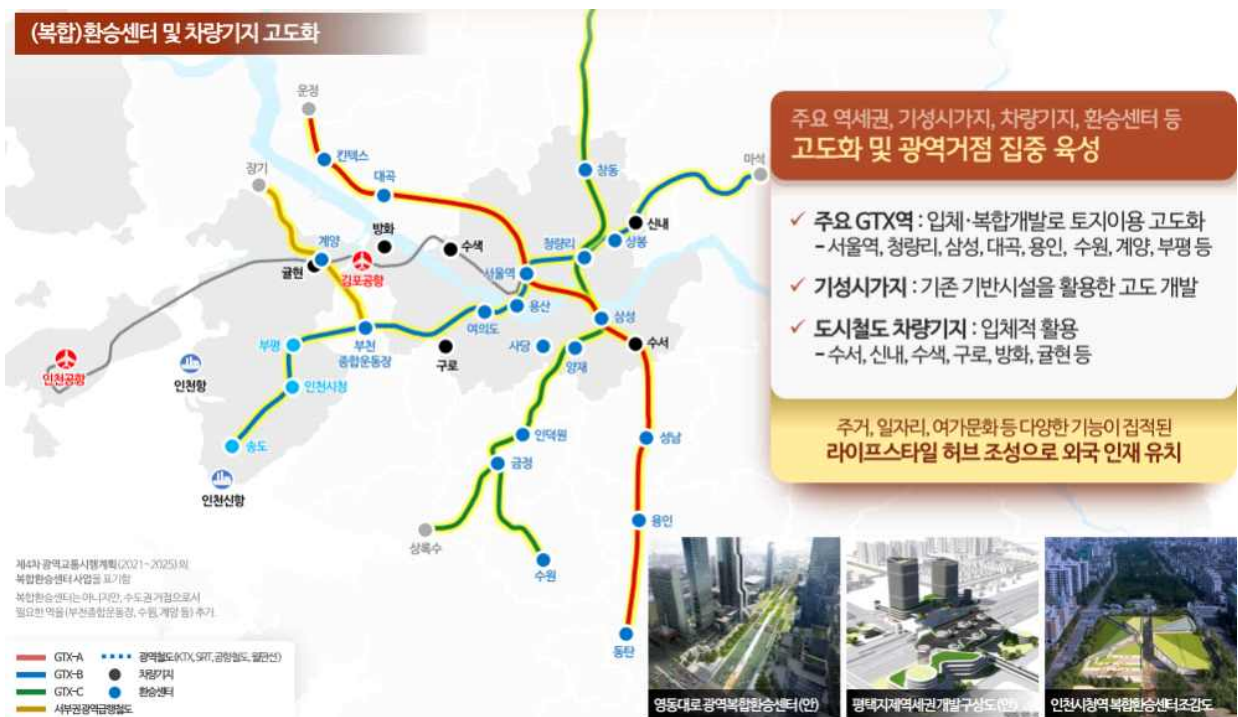 (복합)환승센터 및 차량기지 고도화
운정
킨텍스
대곡
장기
계양
귤현
방화
김포공항
수색
서울역
청량리
창동
상봉
신내
마석
용산
여의도
삼성
사당
양재
수서
구로
부천
종합운동장
부평
인천시청
송도
인천공항
인천항
인천신항
인덕원
금정
상록수
수원
성남
용인
동탄
주요 역세권, 기성시가지, 차량기지, 환승센터 등
고도화 및 광역거점 집중 육성
✓ 주요 GTX역 : 입체·복합개발로 토지이용 고도화
– 서울역, 청량리, 삼성, 대곡, 용인, 수원, 계양, 부평 등
✓ 기성시가지 : 기존 기반시설을 활용한 고도 개발
✓ 도시철도 차량기지 : 입체적 활용
– 수서, 신내, 수색, 구로, 방화, 귤현 등
주거, 일자리, 여가문화 등 다양한 기능이 집적된
라이프스타일 허브 조성으로 외국 인재 유치
제4차 광역교통시행계획(2021~2025)의
복합환승센터 사업을 표기함
복합환승센터는 아니지만, 수도권 거점으로서
필요한 역을(부천종합운동장, 수원, 계양 등) 추가.
GTX-A
GTX-B
GTX-C
서부권광역급행철도
광역철도(KTX, SRT, 공항철도, 월판선)
차량기지
환승센터
영동대로 광역복합환승센터(안)
평택지제역세권 개발구상도(안)
인천시청역 복합환승센터조감도